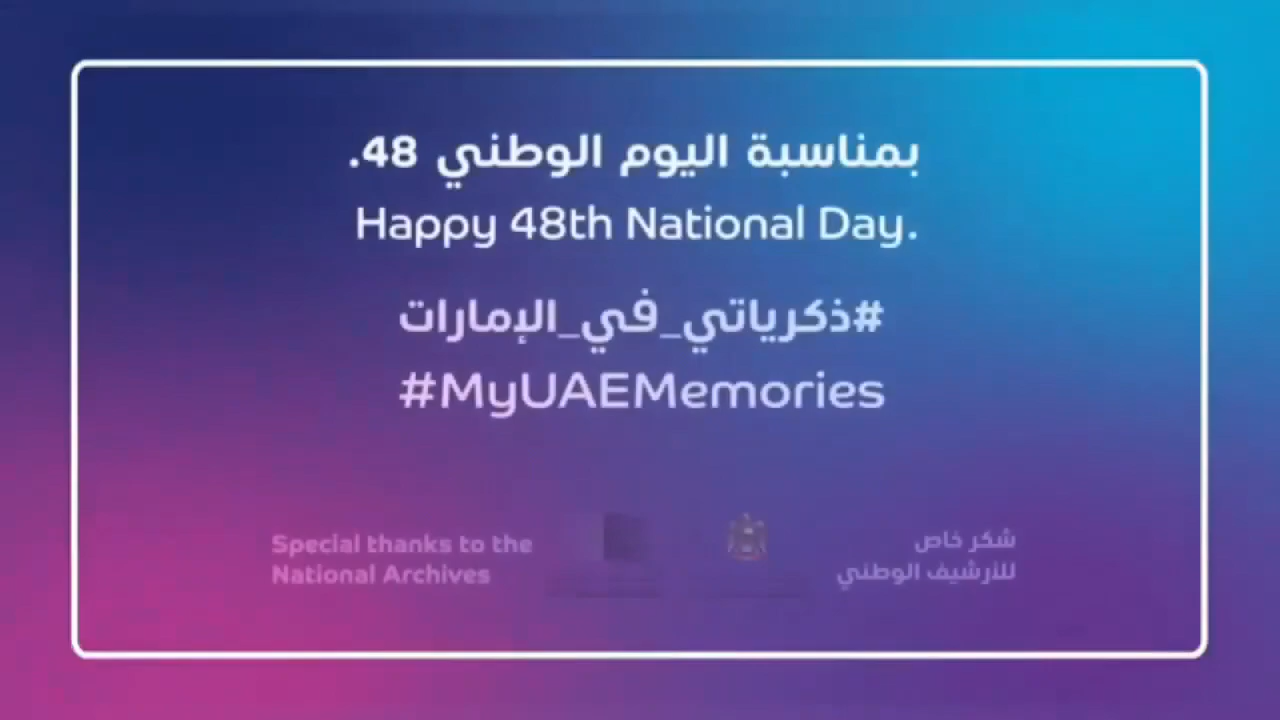 بمناسبة اليوم الوطني 48.
Happy 48th National Day.
#ذكرياتي_في_الإمارات
#MyUAEMemories
Special thanks to the
National Archives
شكر خاص
للأرشيف الوطني